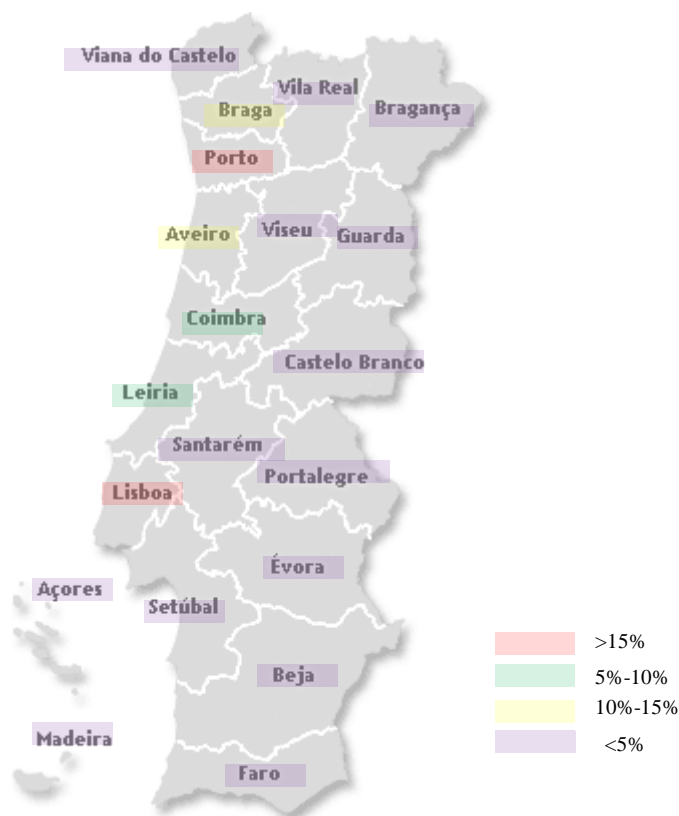 Viana do Castelo
Vila Real
Braga
Bragança
Porto
Viseu
Aveiro
Guarda
Coimbra
Castelo Branco
Leiria
Santarém
Portalegre
Lisboa
Évora
Açores
Setúbal
>15%
Beja
5%-10%
10%-15%
Madeira
<5%
Faro